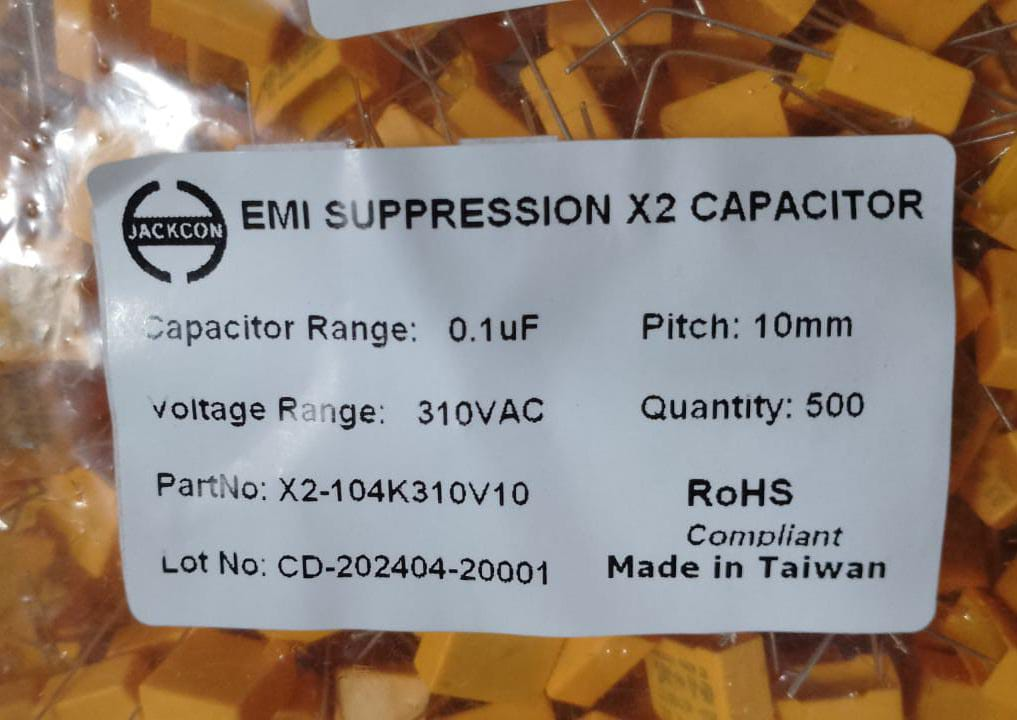 JACKCON
EMI SUPPRESSION X2 CAPACITOR
Capacitor Range: 0.1uF
Pitch: 10mm
Voltage Range: 310VAC
Quantity: 500
PartNo: X2-104K310V10
RoHS
Compliant
Lot No: CD-202404-20001
Made in Taiwan